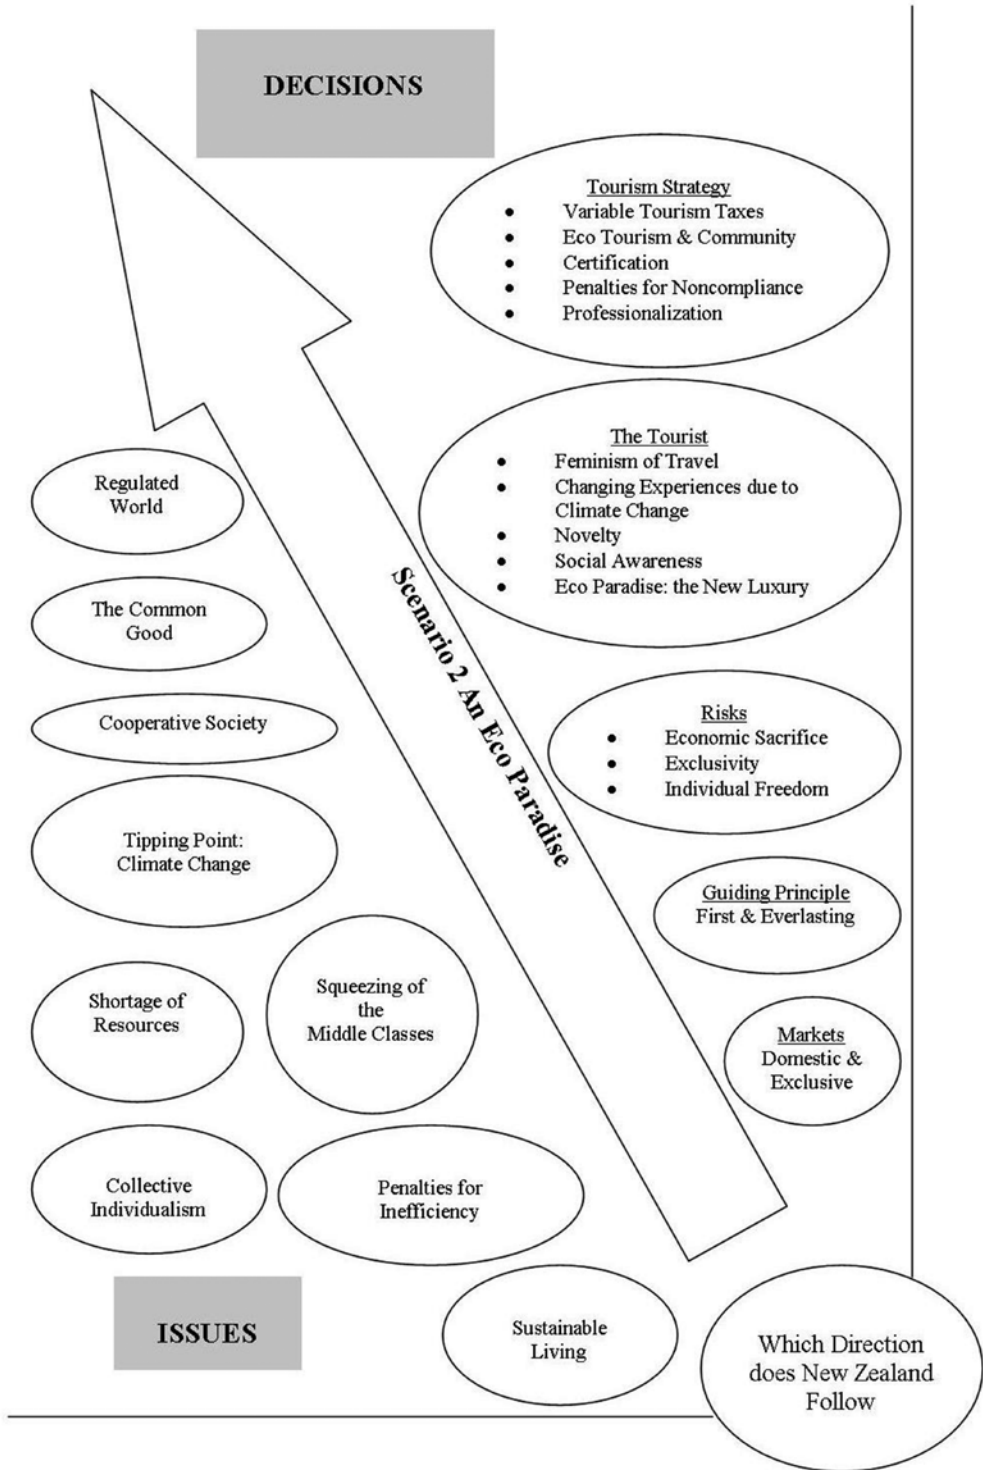 DECISIONS
Tourism Strategy
• Variable Tourism Taxes
• Eco Tourism & Community
• Certification
• Penalties for Noncompliance
• Professionalization
The Tourist
• Feminism of Travel
• Changing Experiences due to
Climate Change
• Novelty
• Social Awareness
• Eco Paradise: the New Luxury
Regulated
World
The Common
Good
Cooperative Society
Tipping Point:
Climate Change
Scenario 2 An Eco Paradise
Risks
• Economic Sacrifice
• Exclusivity
• Individual Freedom
Guiding Principle
First & Everlasting
Shortage of
Resources
Squeezing of
the
Middle Classes
Markets
Domestic &
Exclusive
Collective
Individualism
Penalties for
Inefficiency
ISSUES
Sustainable
Living
Which Direction
does New Zealand
Follow